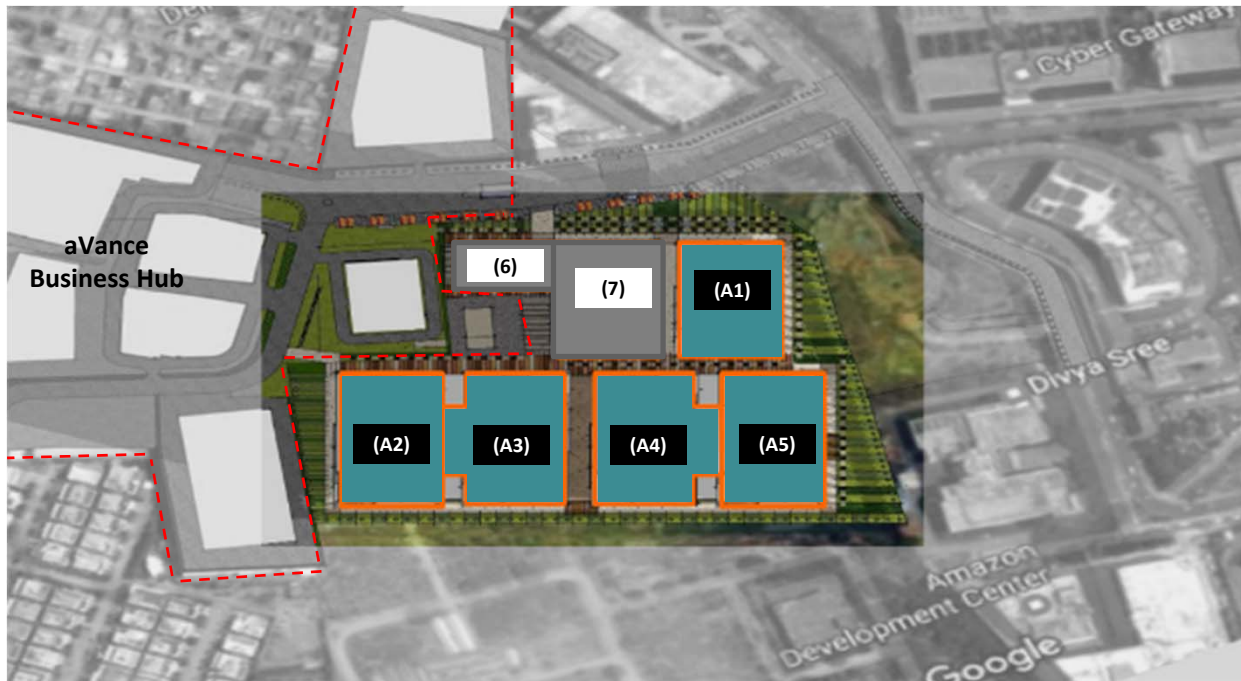 Cyber Gateway
aVance
Business Hub
(6)
(7)
(A1)
Divya Sree
(A2)
(A3)
(A4)
(A5)
Amazon
Development Center
Google